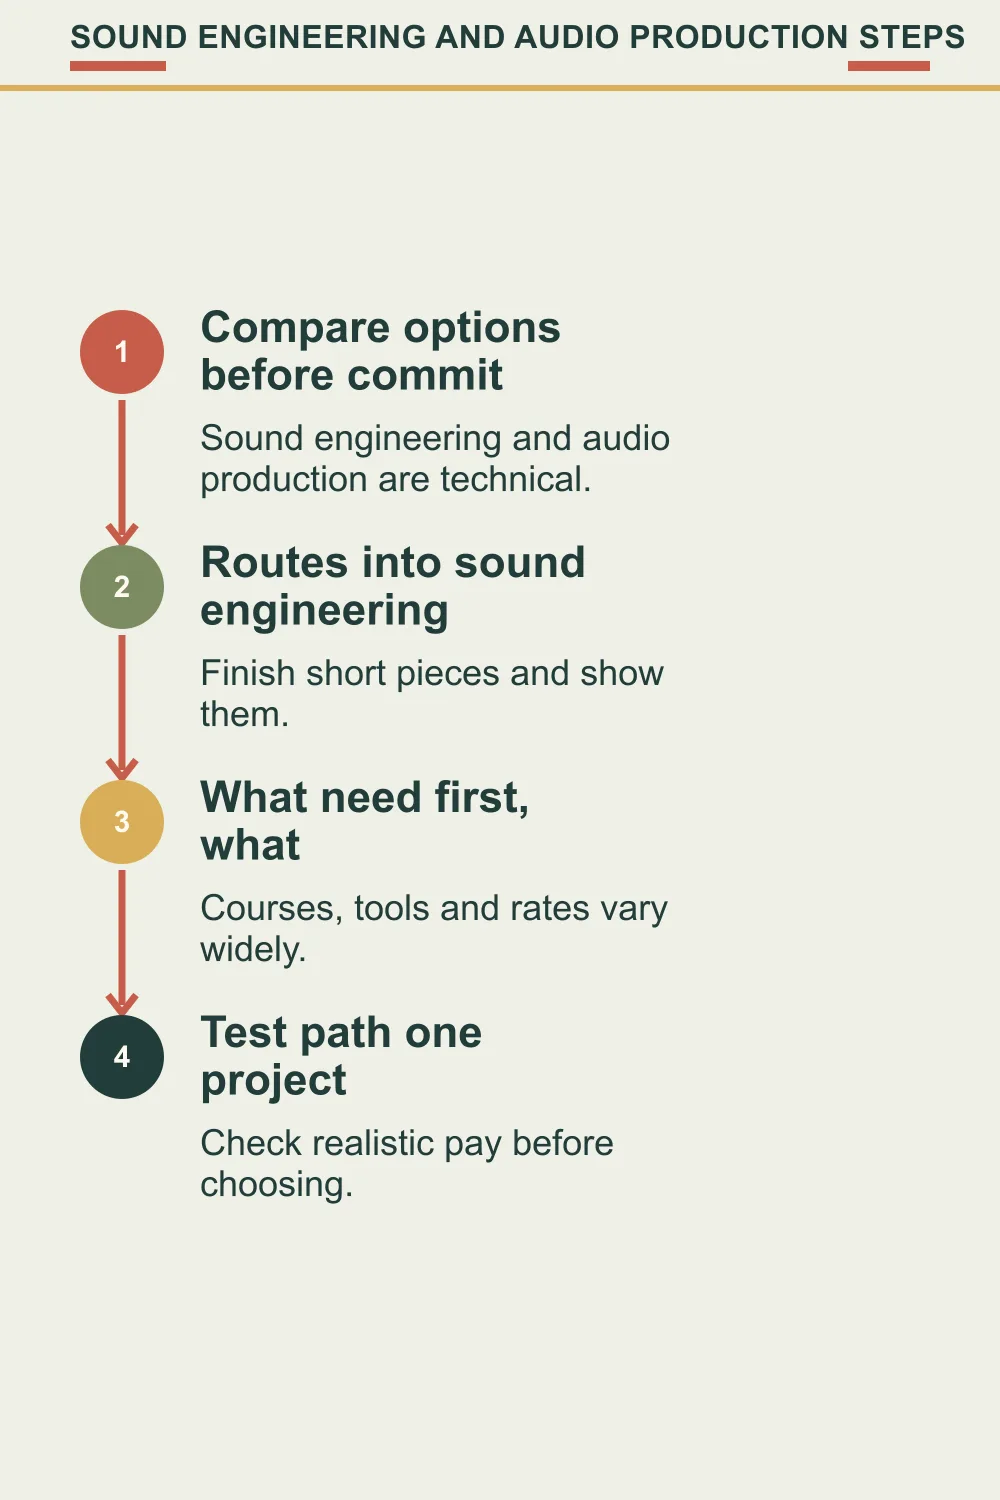 SOUND ENGINEERING AND AUDIO PRODUCTION STEPS
1
Compare options
before commit
Sound engineering and audio
production are technical.
2
Routes into sound
engineering
Finish short pieces and show
them.
3
What need first,
what
Courses, tools and rates vary
widely.
4
Test path one
project
Check realistic pay before
choosing.